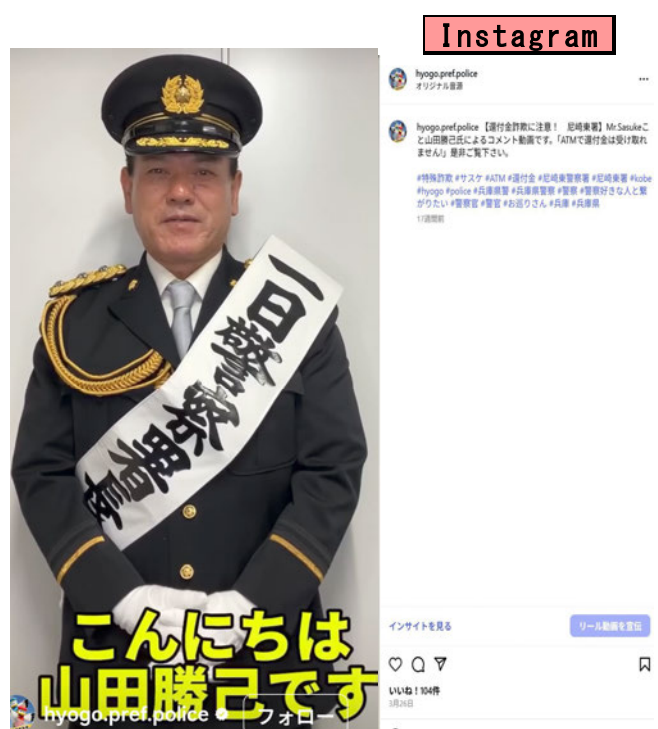 Instagram
hyogo.pref.police
オリジナル音源
hyogo.pref.police 【還付金詐欺に注意！ 尼崎東署】Mr.Sasukeこ
と山田勝己氏によるコメント動画です。「ATMで還付金は受け取れ
ません!」是非ご覧下さい。
#特殊詐欺 #サスケ #ATM #還付金 #尼崎東警察署 #尼崎東署 #kobe
#hyogo #police #兵庫県警 #兵庫県警察 #警察 #警察好きな人と繋
がりたい #警察官 #警官 #お巡りさん #兵庫 #兵庫県
17週間前
一日警察署長
こんにちは
山田勝己です
hyogo.pref.police
フォロー
インサイトを見る
リール動画を宣伝
いいね！104件
3月26日